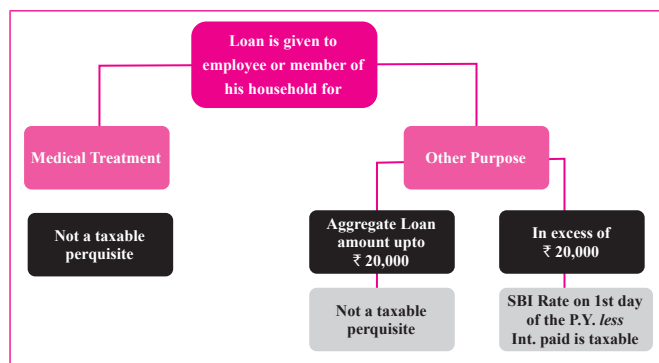 Loan is given to
employee or member of
his household for
Medical Treatment
Other Purpose
Not a taxable
perquisite
Aggregate Loan
amount upto
₹ 20,000
In excess of
₹ 20,000
Not a taxable
perquisite
SBI Rate on 1st day
of the P.Y. less
Int. paid is taxable